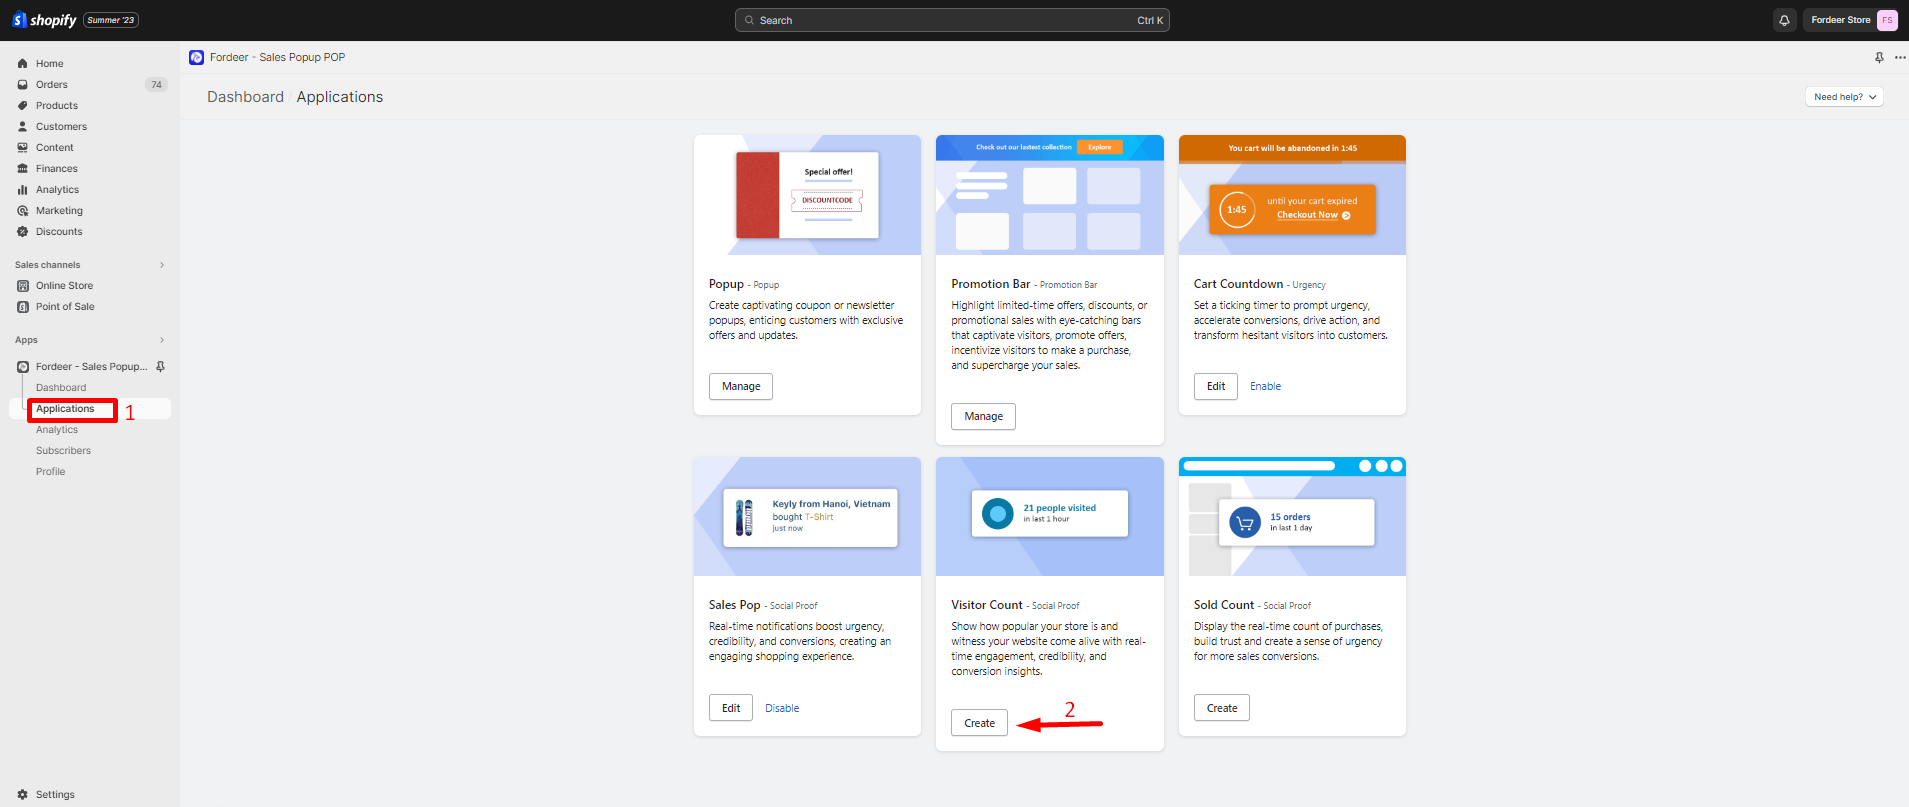 shopify Summer '23
Search Ctrl K
Fordeer Store FS
Home
Orders 74
Products
Customers
Content
Finances
Analytics
Marketing
Discounts
Sales channels
Online Store
Point of Sale
Apps
Fordeer - Sales Popup...
Dashboard
Applications 1
Analytics
Subscribers
Profile
Settings
Fordeer - Sales Popup POP
Dashboard / Applications
Need help?
Special offer!
DISCOUNTCODE
Popup - Popup
Create captivating coupon or newsletter
popups, enticing customers with exclusive
offers and updates.
Manage
Check out our lastest collection Explore
Promotion Bar - Promotion Bar
Highlight limited-time offers, discounts, or
promotional sales with eye-catching bars
that captivate visitors, promote offers,
incentivize visitors to make a purchase,
and supercharge your sales.
Manage
You cart will be abandoned in 1:45
1:45
until your cart expired
Checkout Now
Cart Countdown - Urgency
Set a ticking timer to prompt urgency,
accelerate conversions, drive action, and
transform hesitant visitors into customers.
Edit Enable
Keyly from Hanoi, Vietnam
bought T-Shirt
just now
Sales Pop - Social Proof
Real-time notifications boost urgency,
credibility, and conversions, creating an
engaging shopping experience.
Edit Disable
21 people visited
in last 1 hour
Visitor Count - Social Proof
Show how popular your store is and
witness your website come alive with real-
time engagement, credibility, and
conversion insights.
Create 2
15 orders
in last 1 day
Sold Count - Social Proof
Display the real-time count of purchases,
build trust and create a sense of urgency
for more sales conversions.
Create